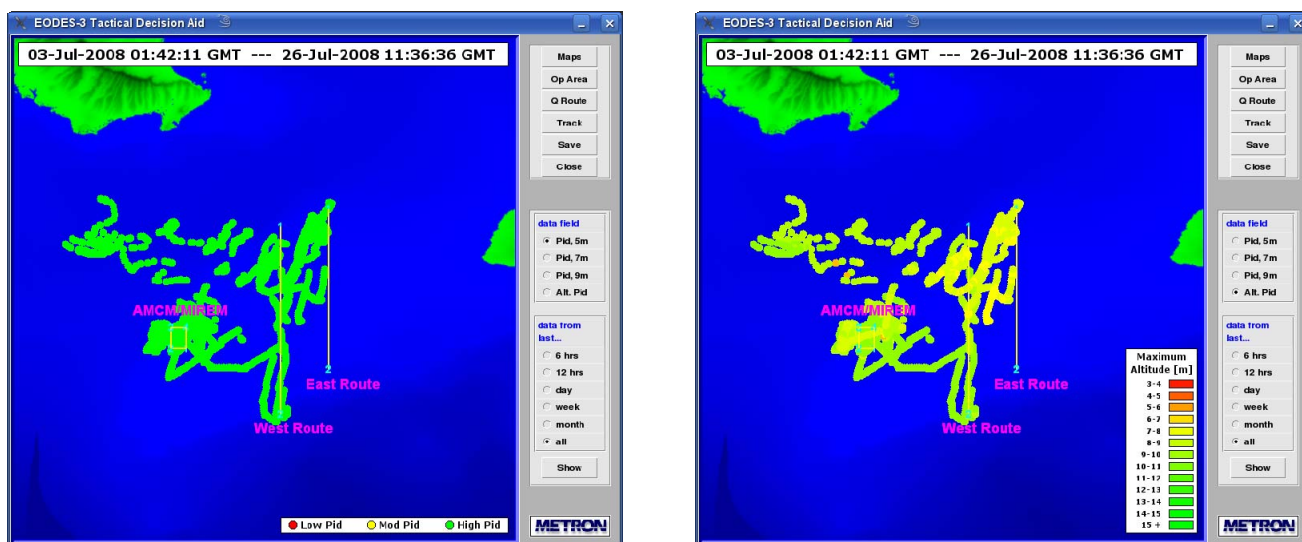 EODES-3 Tactical Decision Aid
03-Jul-2008 01:42:11 GMT --- 26-Jul-2008 11:36:36 GMT
Maps
Op Area
Q Route
Track
Save
Close
data field
Pid, 5m
Pid, 7m
Pid, 9m
Alt. Pid
data from
last...
6 hrs
12 hrs
day
week
month
all
Show
METRON
1
AMCM/MIREM
2
East Route
West Route
Low Pid Mod Pid High Pid
EODES-3 Tactical Decision Aid
03-Jul-2008 01:42:11 GMT --- 26-Jul-2008 11:36:36 GMT
Maps
Op Area
Q Route
Track
Save
Close
data field
Pid, 5m
Pid, 7m
Pid, 9m
Alt. Pid
data from
last...
6 hrs
12 hrs
day
week
month
all
Show
METRON
1
AMCM/MIREM
2
East Route
West Route
Maximum
Altitude [m]
3-4
4-5
5-6
6-7
7-8
8-9
9-10
10-11
11-12
12-13
13-14
14-15
15 +